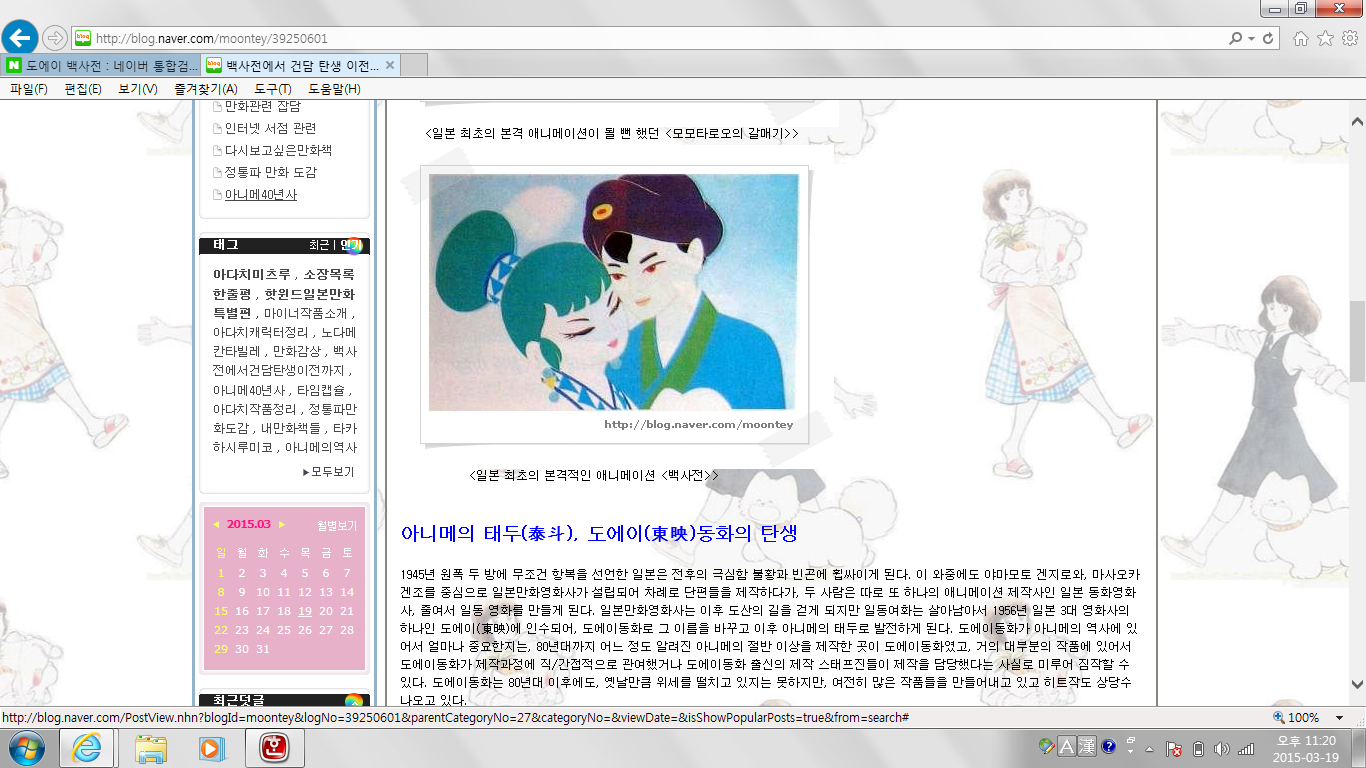 http://blog.naver.com/moontey/39250601
도에이 백사전 : 네이버 통합검...
백사전에서 건담 탄생 이전...
파일(F) 편집(E) 보기(V) 즐겨찾기(A) 도구(T) 도움말(H)
만화관련 잡담
인터넷 서점 관련
다시보고싶은만화책
정통파 만화 도감
아니메40년사
태그 최근 | 인기
아다치미츠루 , 소장목록
한줄평 , 핫윈드일본만화
특별편 , 마이너작품소개 ,
아다치캐릭터정리 , 노다메
칸타빌레 , 만화감상 , 백사
전에서건담탄생이전까지 ,
아니메40년사 , 타임캡슐 ,
아다치작품정리 , 정통파만
화도감 , 내만화책들 , 타카
하시루미코 , 아니메의역사
▶모두보기
2015.03 월별보기
일 월 화 수 목 금 토
1 2 3 4 5 6 7
8 9 10 11 12 13 14
15 16 17 18 19 20 21
22 23 24 25 26 27 28
29 30 31
최근덧글
<일본 최초의 본격 애니메이션이 될 뻔 했던 <모모타로오의 갈매기>>
http://blog.naver.com/moontey
<일본 최초의 본격적인 애니메이션 <백사전>>
아니메의 태두(泰斗), 도에이(東映)동화의 탄생
1945년 원폭 두 방에 무조건 항복을 선언한 일본은 전후의 극심함 불황과 빈곤에 휩싸이게 된다. 이 와중에도 야마모토 겐지로와, 마사오카
겐조를 중심으로 일본만화영화사가 설립되어 차례로 단편들을 제작하다가, 두 사람은 따로 또 하나의 애니메이션 제작사인 일본 동화영화
사, 줄여서 일동 영화를 만들게 된다. 일본만화영화사는 이후 도산의 길을 걷게 되지만 일동여화는 살아남아서 1956년 일본 3대 영화사의
하나인 도에이(東映)에 인수되어, 도에이동화로 그 이름을 바꾸고 이후 아니메의 태두로 발전하게 된다. 도에이동화가 아니메의 역사에 있
어서 얼마나 중요한지는, 80년대까지 어느 정도 알려진 아니메의 절반 이상을 제작한 곳이 도에이동화였고, 거의 대부분의 작품에 있어서
도에이동화가 제작과정에 직/간접적으로 관여했거나 도에이동화 출신의 제작 스태프진들이 제작을 담당했다는 사실로 미루어 짐작할 수
있다. 도에이동화는 80년대 이후에도, 옛날만큼 위세를 떨치고 있지는 못하지만, 여전히 많은 작품들을 만들어내고 있고 히트작도 상당수
나오고 있다.
http://blog.naver.com/PostView.nhn?blogId=moontey&logNo=39250601&parentCategoryNo=27&categoryNo=&viewDate=&isShowPopularPosts=true&from=search#
100%
A 漢
오후 11:20
2015-03-19